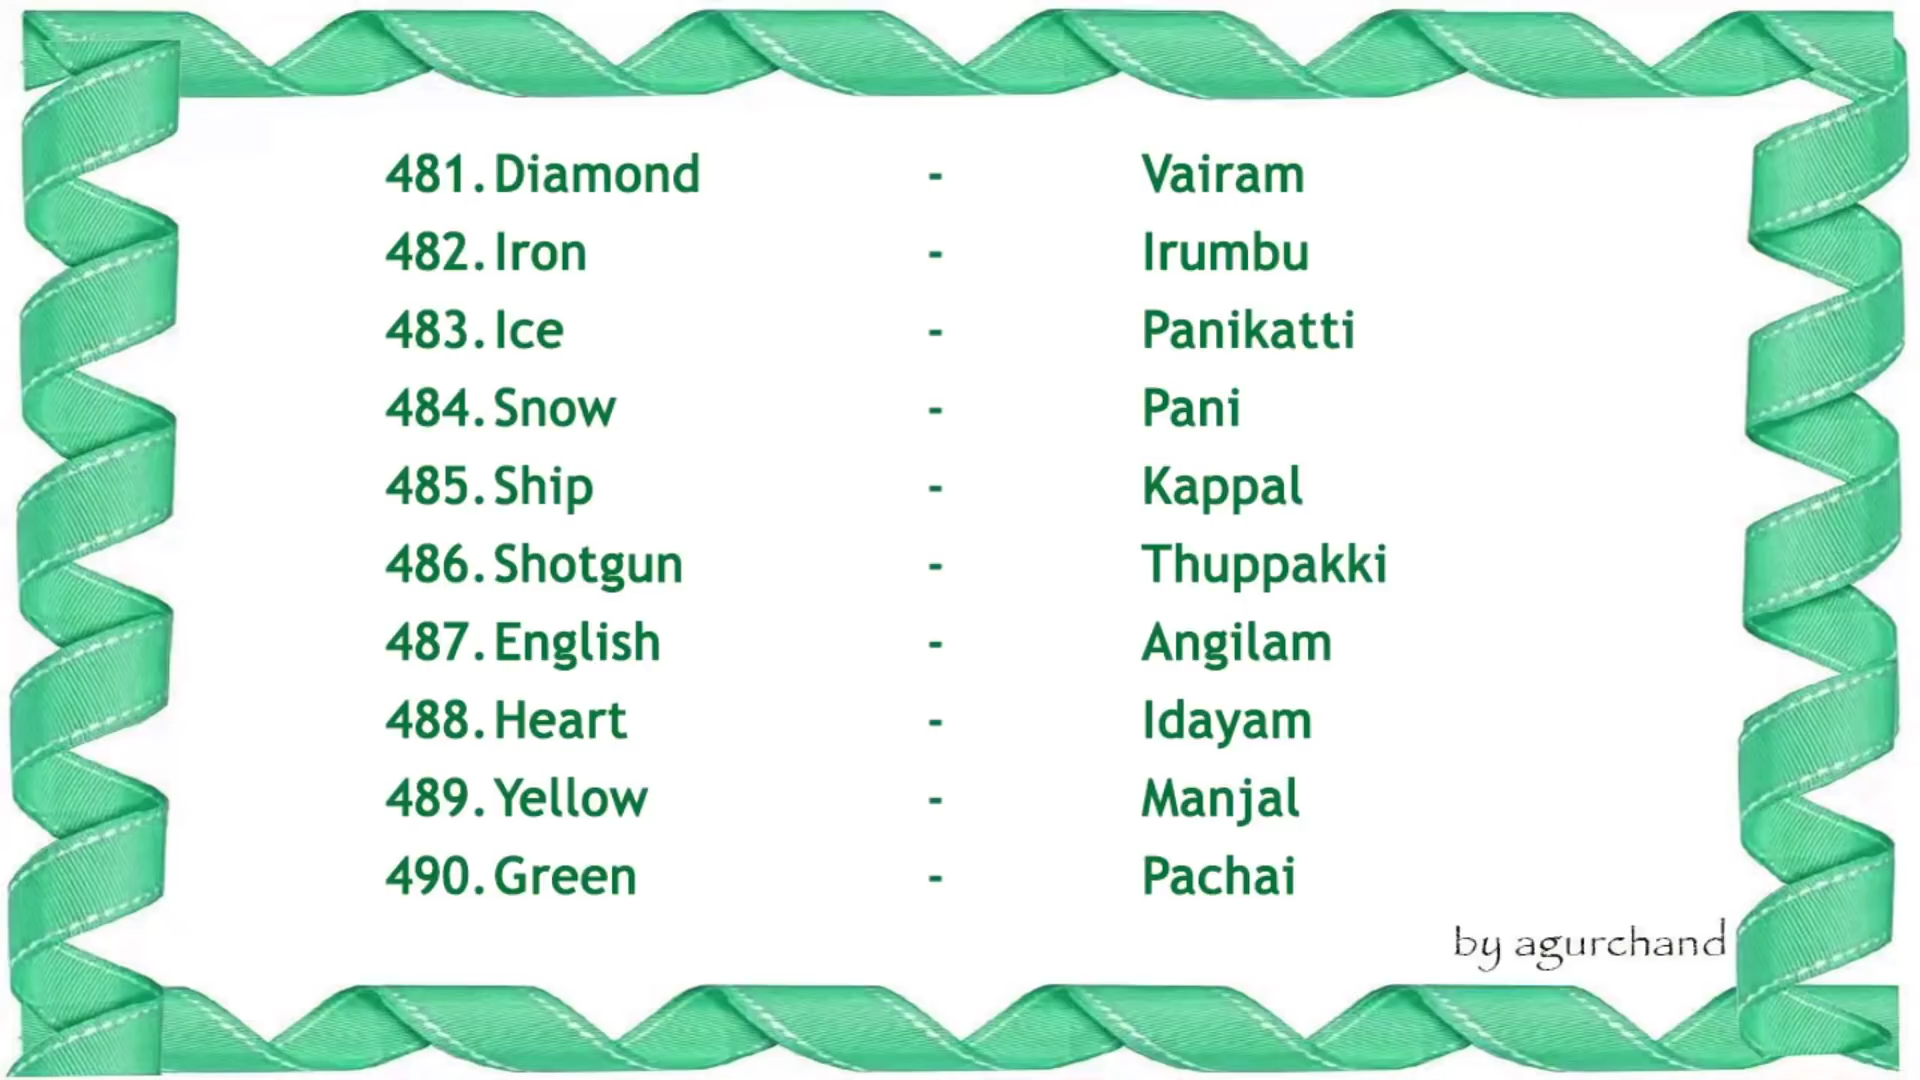 481. Diamond - Vairam
482. Iron - Irumbu
483. Ice - Panikatti
484. Snow - Pani
485. Ship - Kappal
486. Shotgun - Thuppakki
487. English - Angilam
488. Heart - Idayam
489. Yellow - Manjal
490. Green - Pachai
by agurchand